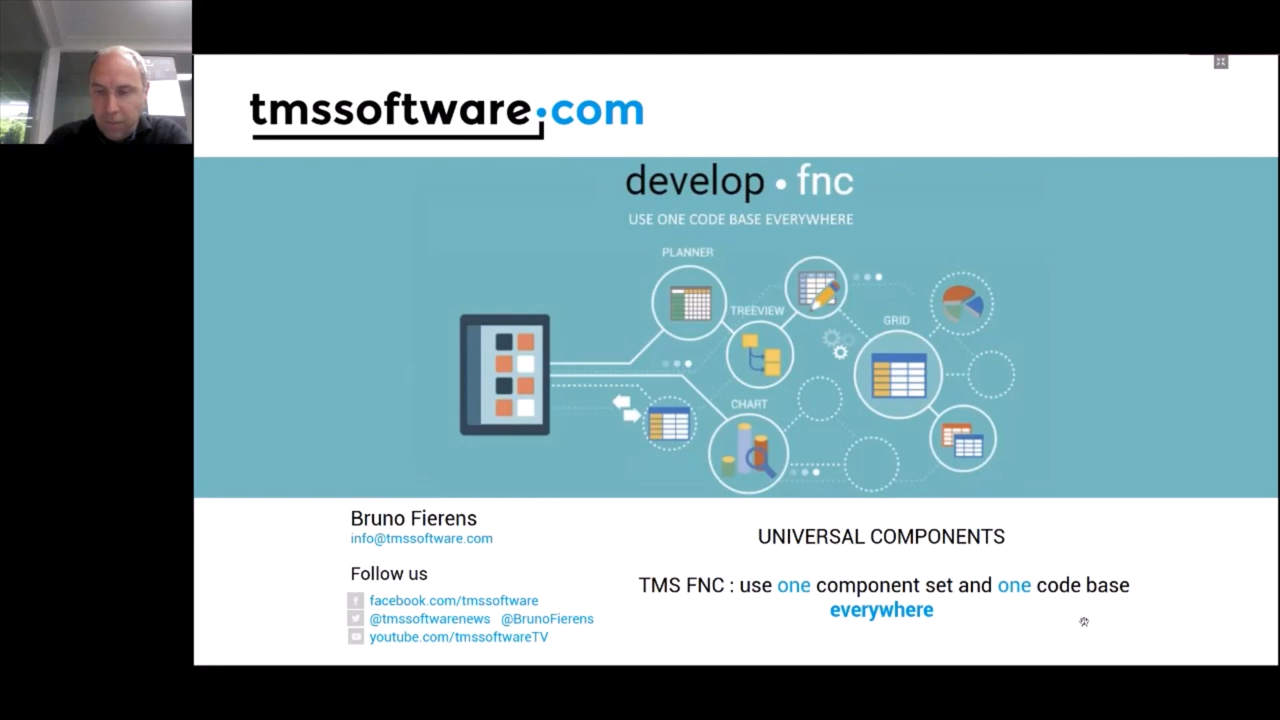 tmssoftware.com
develop • fnc
USE ONE CODE BASE EVERYWHERE
PLANNER
TREEVIEW
GRID
CHART
Bruno Fierens
info@tmssoftware.com
Follow us
facebook.com/tmssoftware
@tmssoftwarenews @BrunoFierens
youtube.com/tmssoftwareTV
UNIVERSAL COMPONENTS
TMS FNC : use one component set and one code base
everywhere